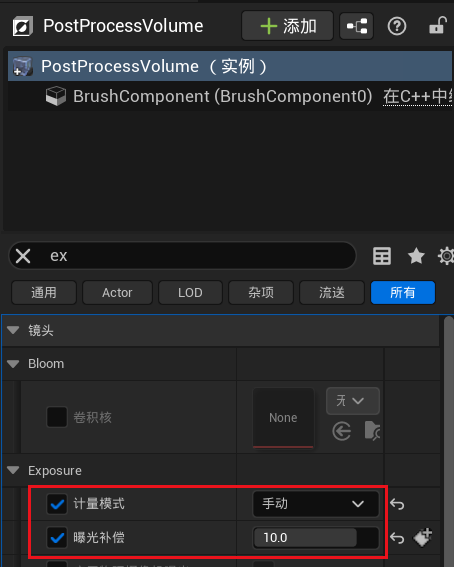 PostProcessVolume
添加
PostProcessVolume（实例）
BrushComponent (BrushComponent0) 在C++中
ex
通用 Actor LOD 杂项 流送 所有
镜头
Bloom
卷积核
None
无
Exposure
计量模式 手动
曝光补偿 10.0